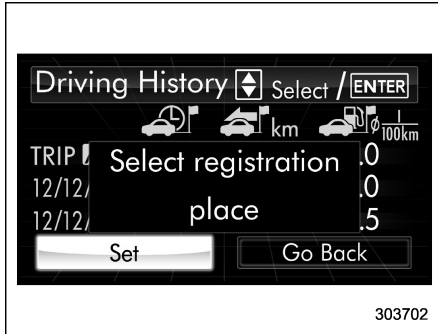 Driving History Select / ENTER
km ø l/100km
TRIP
Select registration
place
.0
12/12/
.0
12/12/
.5
Set
Go Back
303702